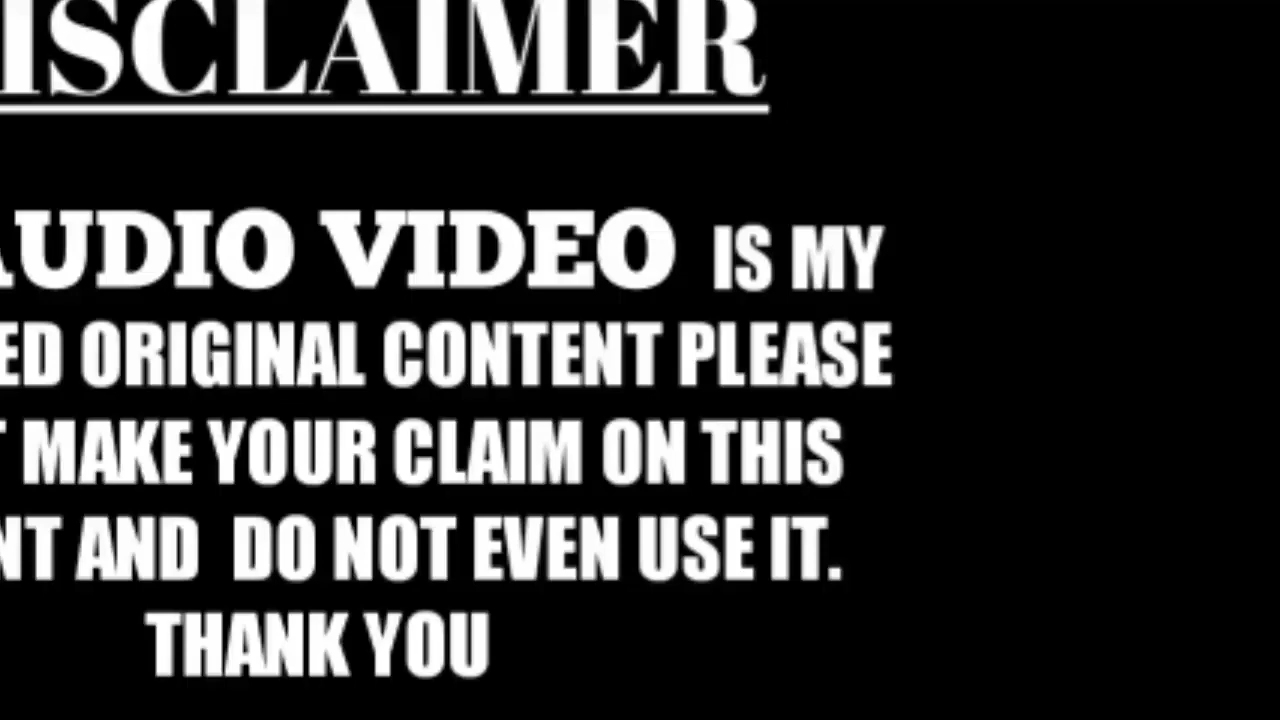 ISCLAIMER
AUDIO VIDEO IS MY
ED ORIGINAL CONTENT PLEASE
T MAKE YOUR CLAIM ON THIS
NT AND DO NOT EVEN USE IT.
THANK YOU